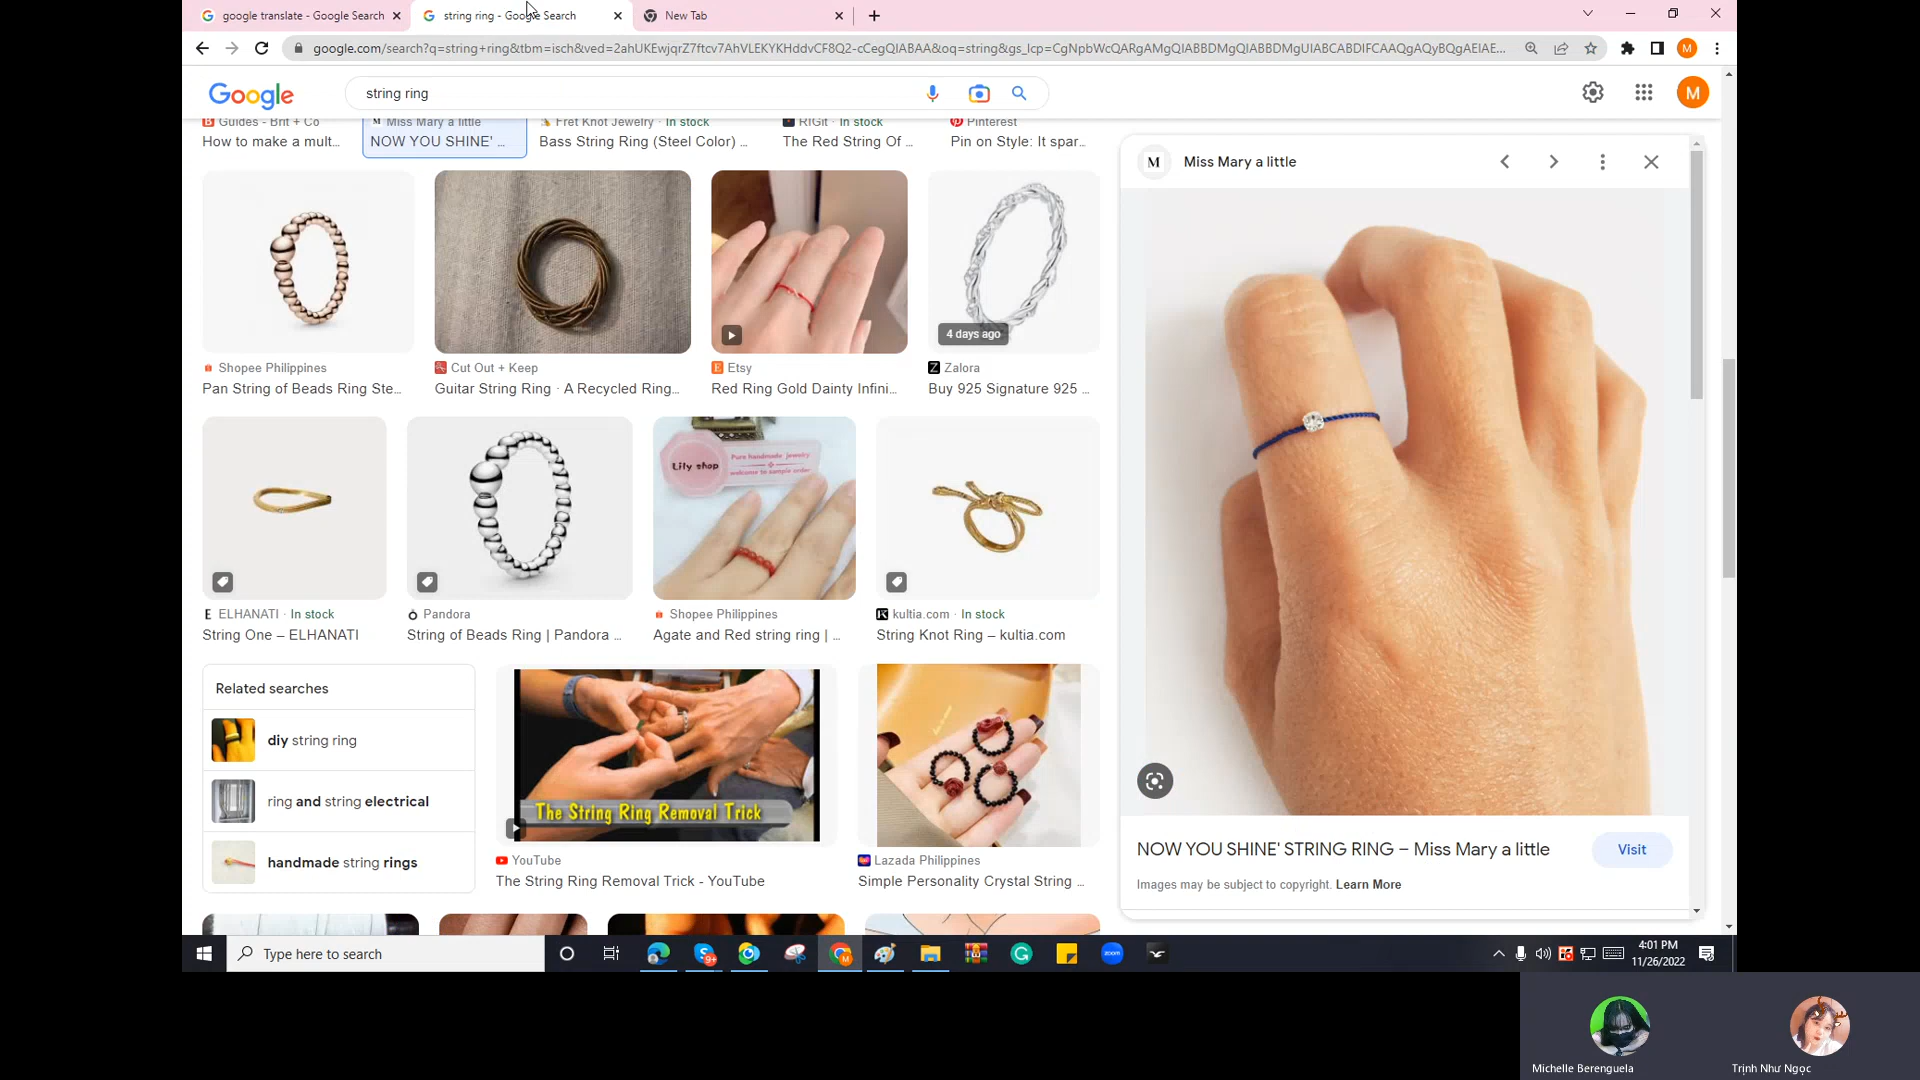 google translate - Google Search
string ring - Google Search
New Tab
google.com/search?q=string+ring&tbm=isch&ved=2ahUKEwjqrZ7ftcv7AhVLEKYKHddvCF8Q2-cCegQIABAA&oq=string&gs_lcp=CgNpbWcQARgAMgQIABBDMgQIABBDMgUIABCABDIFCAAQgAQyBQgAEIAE...
M
Google
string ring
M
Guides - Brit + Co
How to make a mult...
Miss Mary a little
NOW YOU SHINE' ...
Fret Knot Jewelry · In stock
Bass String Ring (Steel Color) ...
RIGit · In stock
The Red String Of ...
Pinterest
Pin on Style: It spar...
4 days ago
Shopee Philippines
Pan String of Beads Ring Ste...
Cut Out + Keep
Guitar String Ring · A Recycled Ring...
Etsy
Red Ring Gold Dainty Infini...
Zalora
Buy 925 Signature 925 ...
Lily shop
Pure handmade jewelry,
welcome to sample order
ELHANATI · In stock
String One – ELHANATI
Pandora
String of Beads Ring | Pandora ...
Shopee Philippines
Agate and Red string ring | ...
kultia.com · In stock
String Knot Ring – kultia.com
Related searches
diy string ring
ring and string electrical
handmade string rings
The String Ring Removal Trick
YouTube
The String Ring Removal Trick - YouTube
Lazada Philippines
Simple Personality Crystal String ...
M
Miss Mary a little
NOW YOU SHINE' STRING RING – Miss Mary a little
Visit
Images may be subject to copyright. Learn More
Type here to search
9+
zoom
4:01 PM
11/26/2022
Michelle Berenguela
Trịnh Như Ngọc